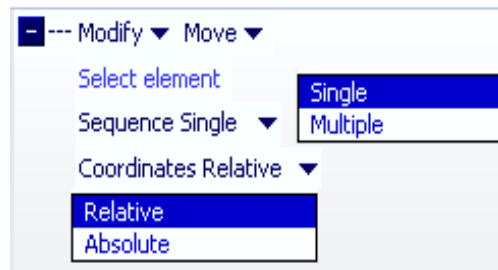 --- Modify ▼ Move ▼
Select element
Single
Multiple
Sequence Single ▼
Coordinates Relative ▼
Relative
Absolute